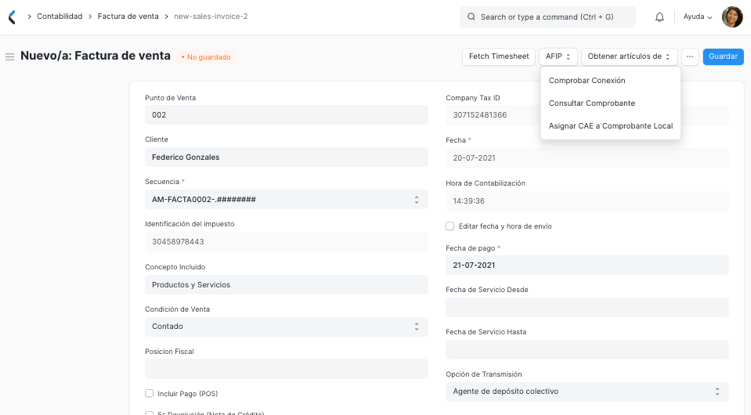 Contabilidad
Factura de venta
new-sales-invoice-2
Search or type a command (Ctrl + G)
Ayuda
Nuevo/a: Factura de venta
• No guardado
Fetch Timesheet
AFIP
Obtener artículos de
···
Guardar
Comprobar Conexión
Consultar Comprobante
Asignar CAE a Comprobante Local
Punto de Venta
002
Cliente
Federico Gonzales
Secuencia *
AM-FACTA0002-.########
Identificación del impuesto
30458978443
Concepto Incluido
Productos y Servicios
Condición de Venta
Contado
Posicion Fiscal
Incluir Pago (POS)
Es Devolución (Nota de Crédito)
Company Tax ID
307152481366
Fecha *
20-07-2021
Hora de Contabilización
14:39:36
Editar fecha y hora de envío
Fecha de pago *
21-07-2021
Fecha de Servicio Desde
Fecha de Servicio Hasta
Opción de Transmisión
Agente de depósito colectivo